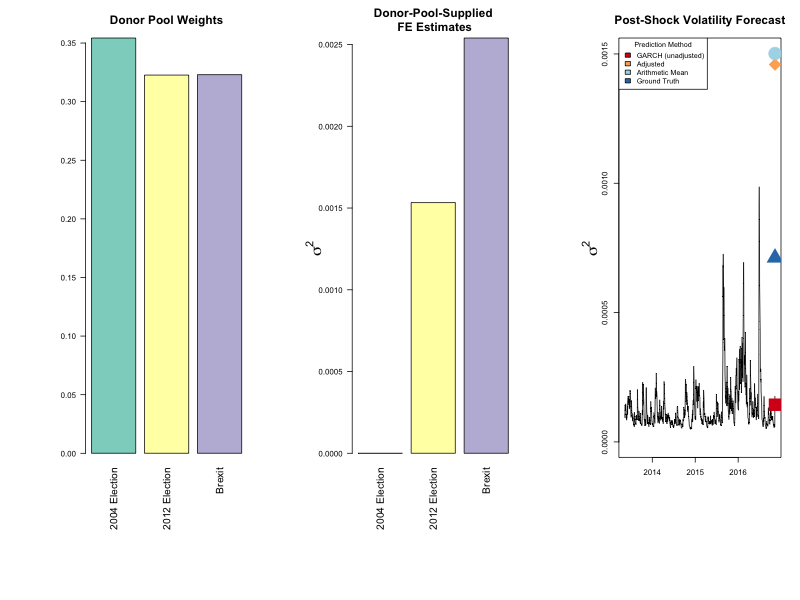 Donor Pool Weights
0.35
0.30
0.25
0.20
0.15
0.10
0.05
0.00
2004 Election
2012 Election
Brexit
Donor-Pool-Supplied
FE Estimates
σ²
0.0025
0.0020
0.0015
0.0010
0.0005
0.0000
2004 Election
2012 Election
Brexit
Post-Shock Volatility Forecast
σ²
0.0015
0.0010
0.0005
0.0000
Prediction Method
GARCH (unadjusted)
Adjusted
Arithmetic Mean
Ground Truth
2014
2015
2016